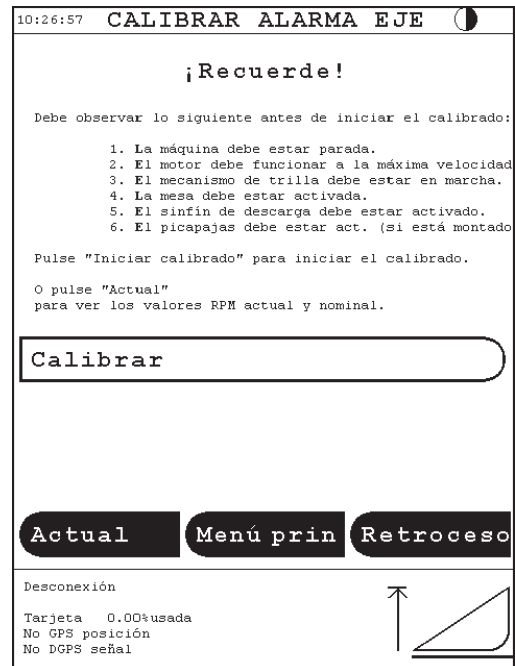 10:26:57 CALIBRAR ALARMA EJE
¡Recuerde!
Debe observar lo siguiente antes de iniciar el calibrado:
1. La máquina debe estar parada.
2. El motor debe funcionar a la máxima velocidad
3. El mecanismo de trilla debe estar en marcha.
4. La mesa debe estar activada.
5. El sinfín de descarga debe estar activado.
6. El picapajas debe estar act. (si está montado
Pulse "Iniciar calibrado" para iniciar el calibrado.
O pulse "Actual"
para ver los valores RPM actual y nominal.
Calibrar
Actual Menú prin Retroceso
Desconexión
Tarjeta 0.00%usada
No GPS posición
No DGPS señal